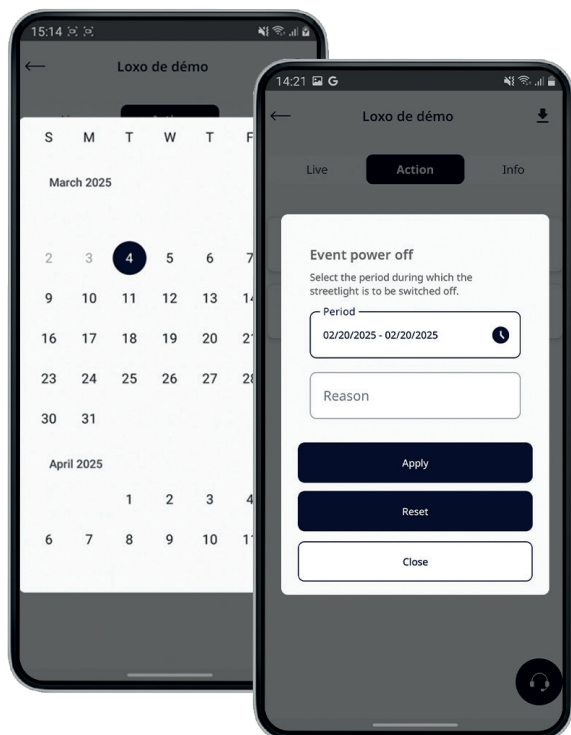 15:14
Loxo de démo
S M T W T F
March 2025
2 3 4 5 6 7
9 10 11 12 13
16 17 18 19 20
23 24 25 26 27
30 31
April 2025
1 2 3 4
6 7 8 9 10
14:21 G
Loxo de démo
Live Action Info
Event power off
Select the period during which the
streetlight is to be switched off.
Period
02/20/2025 - 02/20/2025
Reason
Apply
Reset
Close